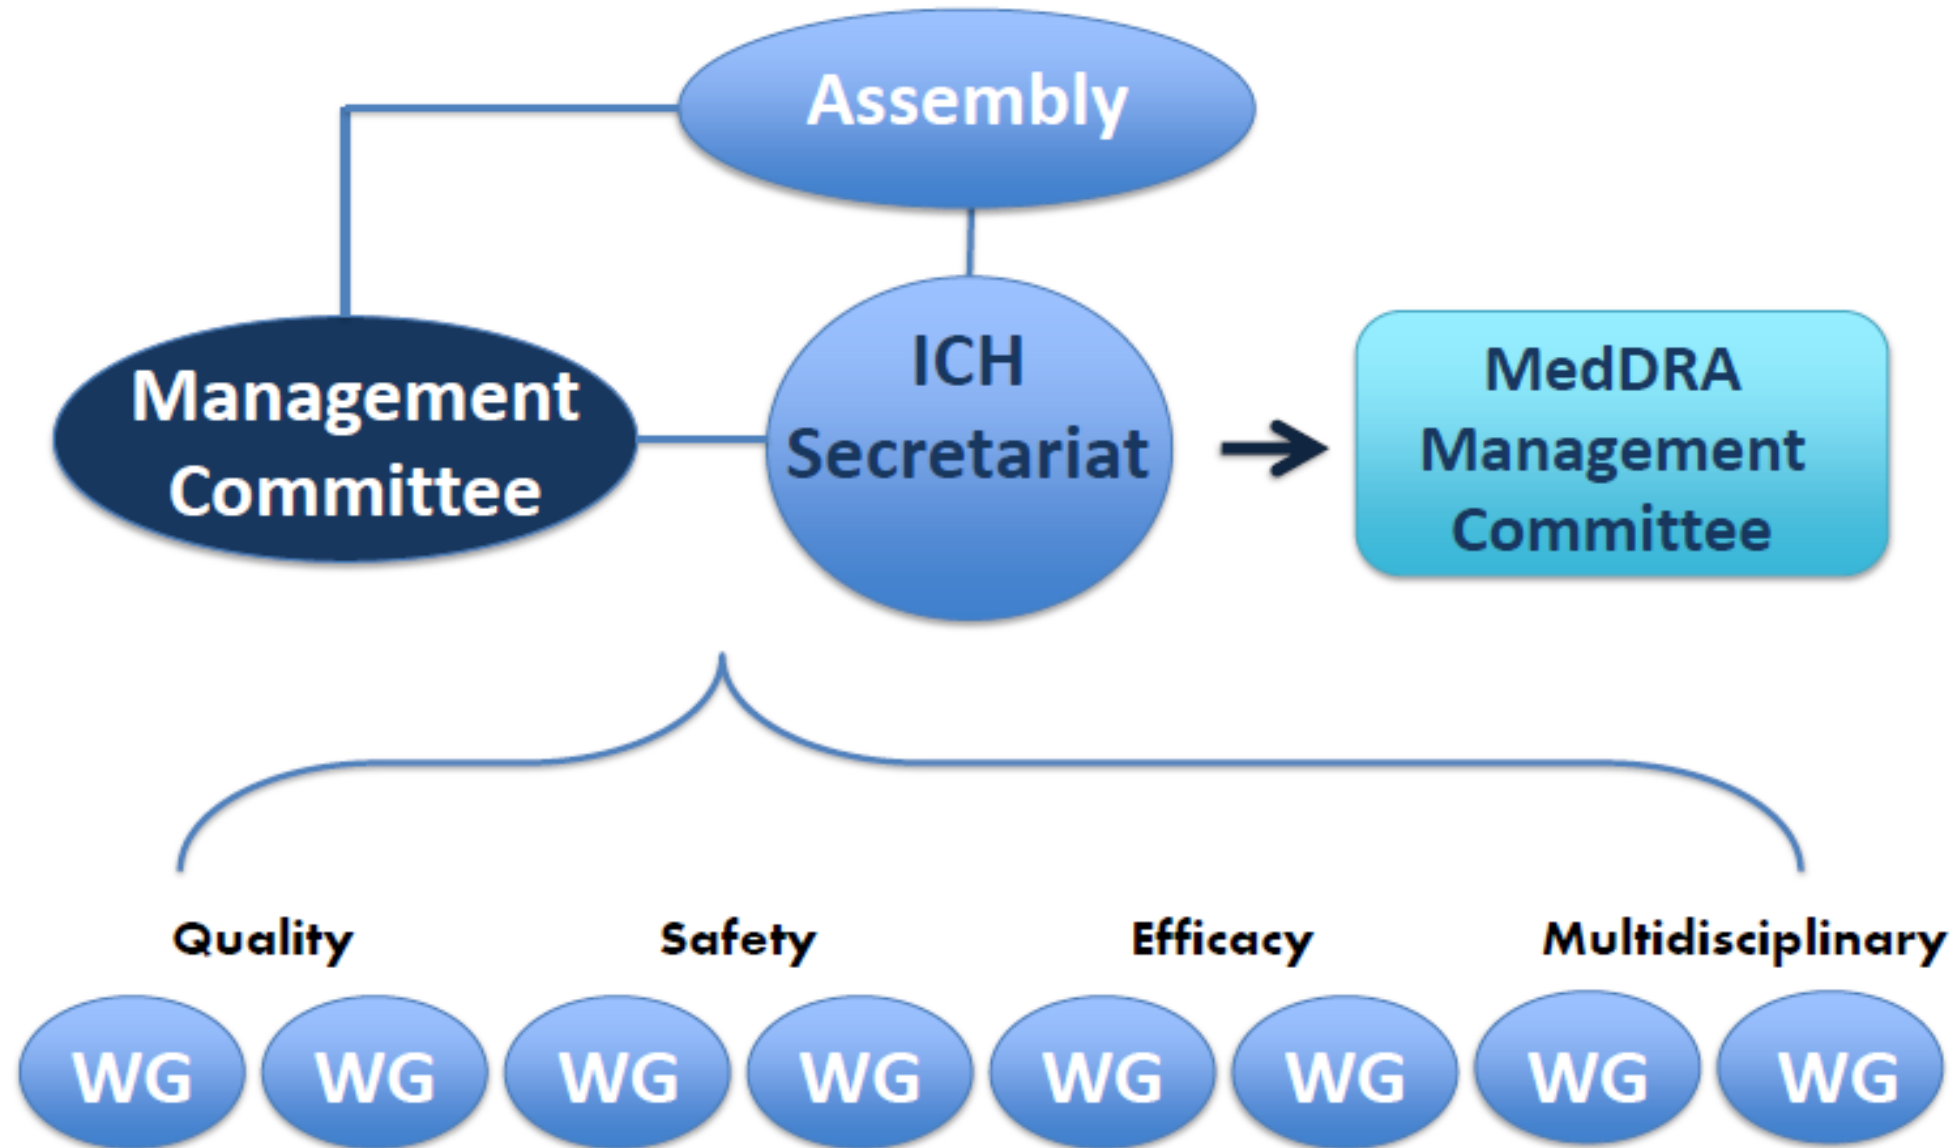 Assembly
Management
Committee
ICH
Secretariat
MedDRA
Management
Committee
Quality
Safety
Efficacy
Multidisciplinary
WG
WG
WG
WG
WG
WG
WG
WG